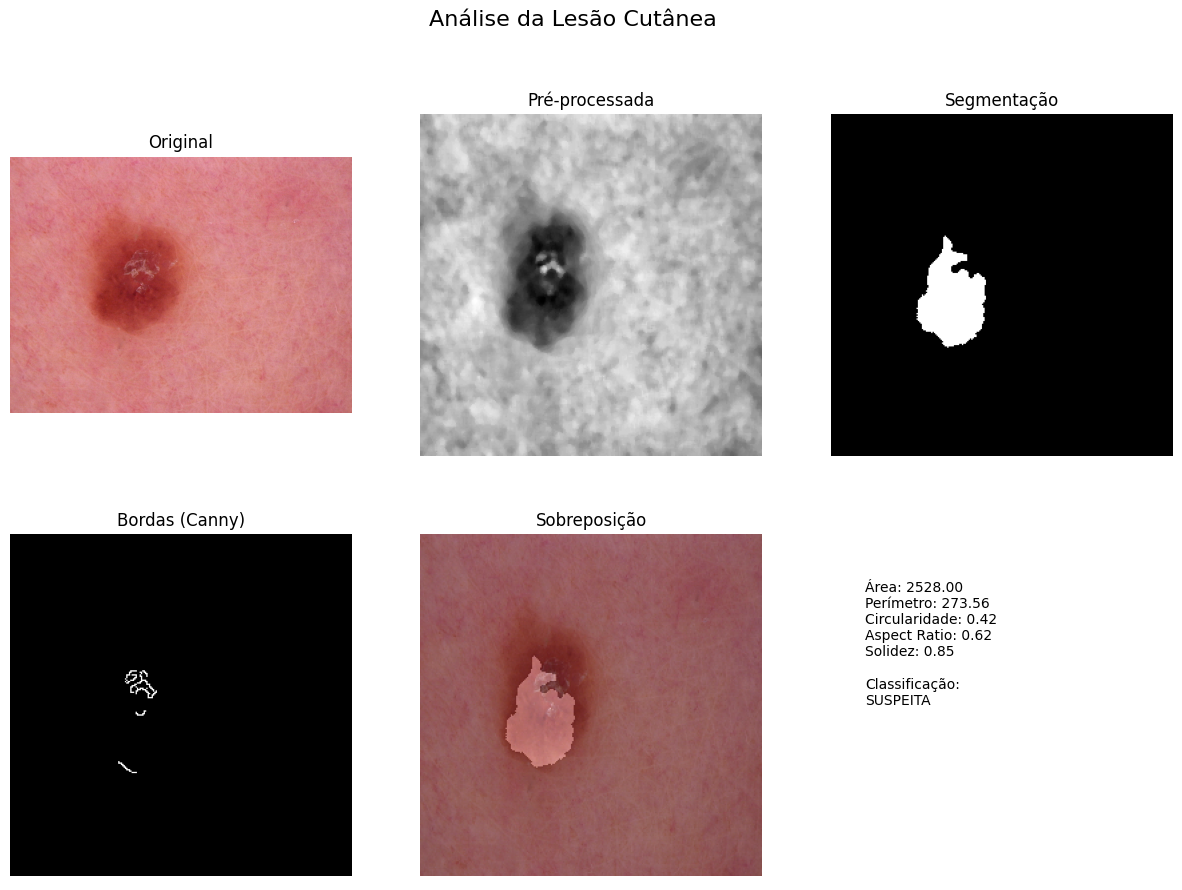 Análise da Lesão Cutânea
Original
Pré-processada
Segmentação
Bordas (Canny)
Sobreposição
Área: 2528.00
Perímetro: 273.56
Circularidade: 0.42
Aspect Ratio: 0.62
Solidez: 0.85
Classificação:
SUSPEITA